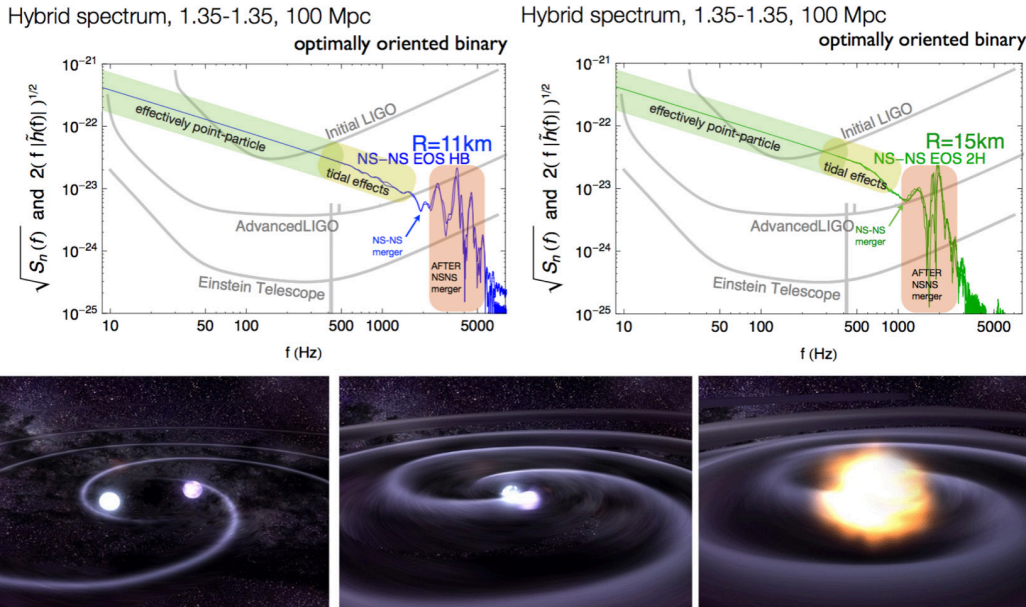 Hybrid spectrum, 1.35-1.35, 100 Mpc
optimally oriented binary
10⁻²¹
10⁻²²
10⁻²³
10⁻²⁴
10⁻²⁵
√Sₙ(f) and 2(f |h̃(f)| )¹/²
effectively point-particle
Initial LIGO
R=11km
NS–NS EOS HB
tidal effects
AdvancedLIGO
NS-NS
merger
AFTER
NSNS
merger
Einstein Telescope
10
50
100
500
1000
5000
f (Hz)
Hybrid spectrum, 1.35-1.35, 100 Mpc
optimally oriented binary
10⁻²¹
10⁻²²
10⁻²³
10⁻²⁴
10⁻²⁵
√Sₙ(f) and 2(f |h̃(f)| )¹/²
effectively point-particle
Initial LIGO
R=15km
NS–NS EOS 2H
tidal effects
AdvancedLIGO
NS-NS
merger
AFTER
NSNS
merger
Einstein Telescope
10
50
100
500
1000
5000
f (Hz)